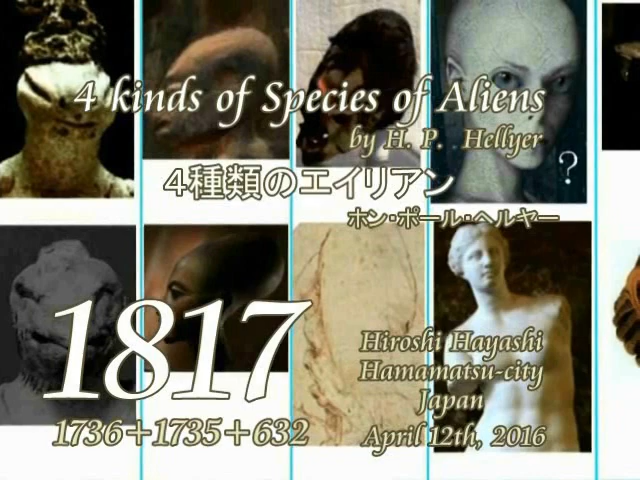 4 kinds of Species of Aliens
by H. P. Hellyer
４種類のエイリアン
ホン・ポール・ヘルヤー
?
1817
1736+1735+632
Hiroshi Hayashi
Hamamatsu-city
Japan
April 12th, 2016